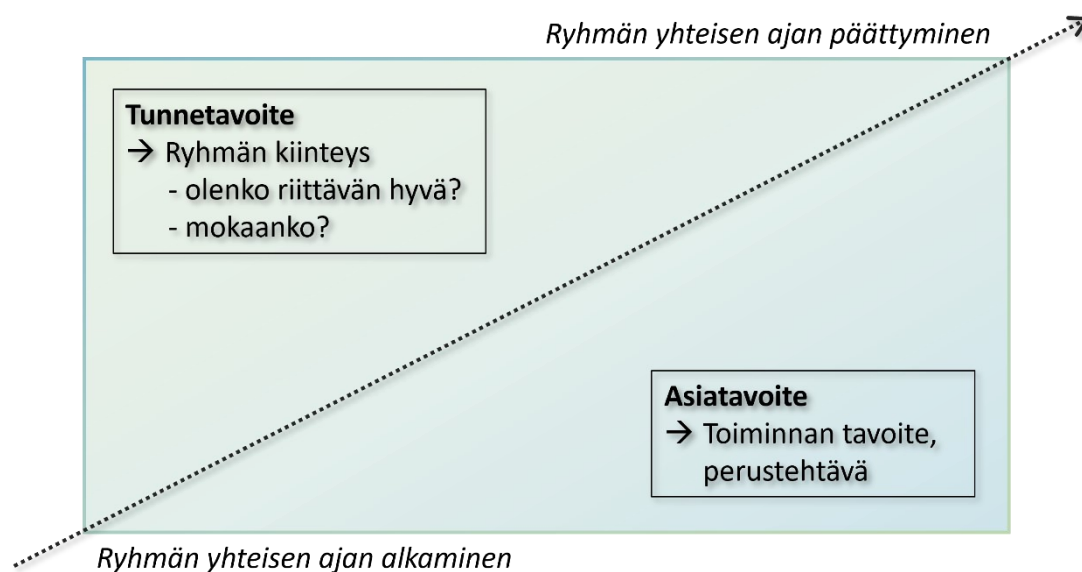 Ryhmän yhteisen ajan päättyminen
Tunnetavoite
→ Ryhmän kiinteys
- olenko riittävän hyvä?
- mokaanko?
Asiatavoite
→ Toiminnan tavoite,
perustehtävä
Ryhmän yhteisen ajan alkaminen